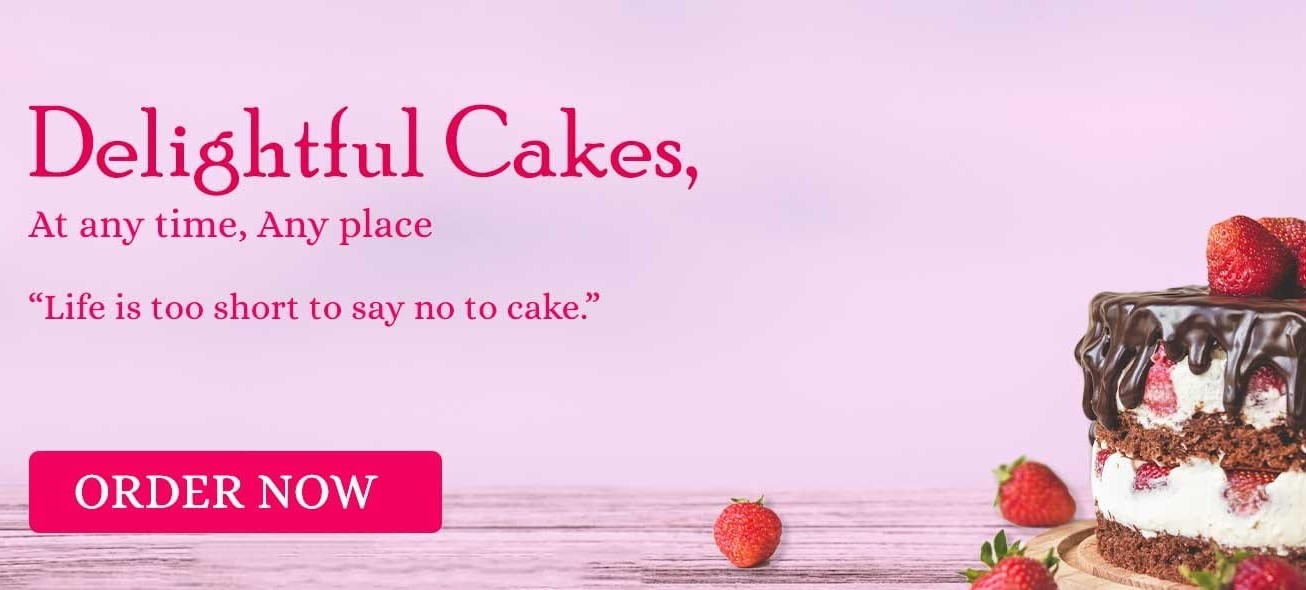 Delightful Cakes,
At any time, Any place
“Life is too short to say no to cake.”
ORDER NOW